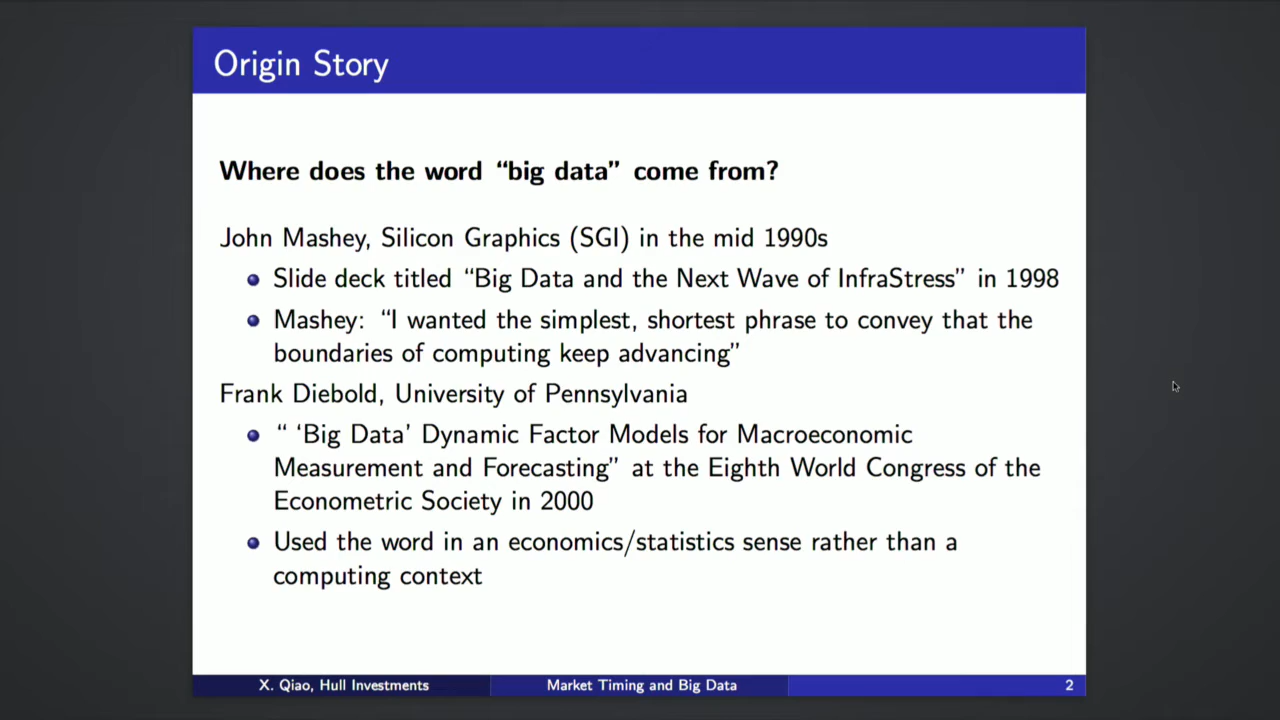 Origin Story
Where does the word “big data” come from?
John Mashey, Silicon Graphics (SGI) in the mid 1990s
Slide deck titled “Big Data and the Next Wave of InfraStress” in 1998
Mashey: “I wanted the simplest, shortest phrase to convey that the
boundaries of computing keep advancing”
Frank Diebold, University of Pennsylvania
“ ‘Big Data’ Dynamic Factor Models for Macroeconomic
Measurement and Forecasting” at the Eighth World Congress of the
Econometric Society in 2000
Used the word in an economics/statistics sense rather than a
computing context
X. Qiao, Hull Investments
Market Timing and Big Data
2